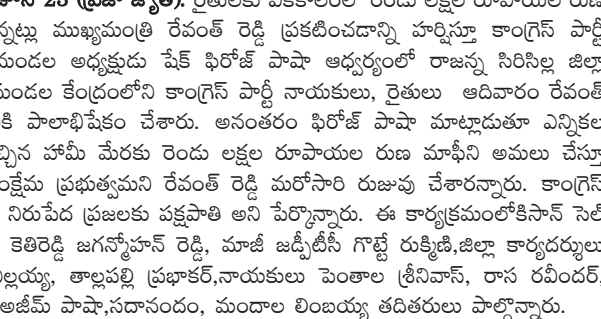 23 (ప్రజా జ్యోతి): రైతులకు ఏకకాలంలో రెండు లక్షల రూపాయల రుణ
ముఖ్యమంత్రి రేవంత్ రెడ్డి ప్రకటించడాన్ని హర్షిస్తూ కాంగ్రెస్ పార్టీ
మండల అధ్యక్షుడు షేక్ ఫిరోజ్ పాషా ఆధ్వర్యంలో రాజన్న సిరిసిల్ల జిల్లా
మండల కేంద్రంలోని కాంగ్రెస్ పార్టీ నాయకులు, రైతులు ఆదివారం రేవంత్
కి పాలాభిషేకం చేశారు. అనంతరం ఫిరోజ్ పాషా మాట్లాడుతూ ఎన్నికల
చ్చిన హామీ మేరకు రెండు లక్షల రూపాయల రుణ మాఫీని అమలు చేస్తూ
ంక్షేమ ప్రభుత్వమని రేవంత్ రెడ్డి మరోసారి రుజువు చేశారన్నారు. కాంగ్రెస్
నిరుపేద ప్రజలకు పక్షపాతి అని పేర్కొన్నారు. ఈ కార్యక్రమంలోకిసాన్ సెల్
కెతిరెడ్డి జగన్మోహన్ రెడ్డి, మాజీ జడ్పీటీసీ గొట్టే రుక్మిణి,జిల్లా కార్యదర్శులు
ల్లయ్య, తాల్లపల్లి ప్రభాకర్,నాయకులు పెంతాల శ్రీనివాస్, రాస రవీందర్,
అజీమ్ పాషా,సదానందం, మందాల లింబయ్య తదితరులు పాల్గొన్నారు.